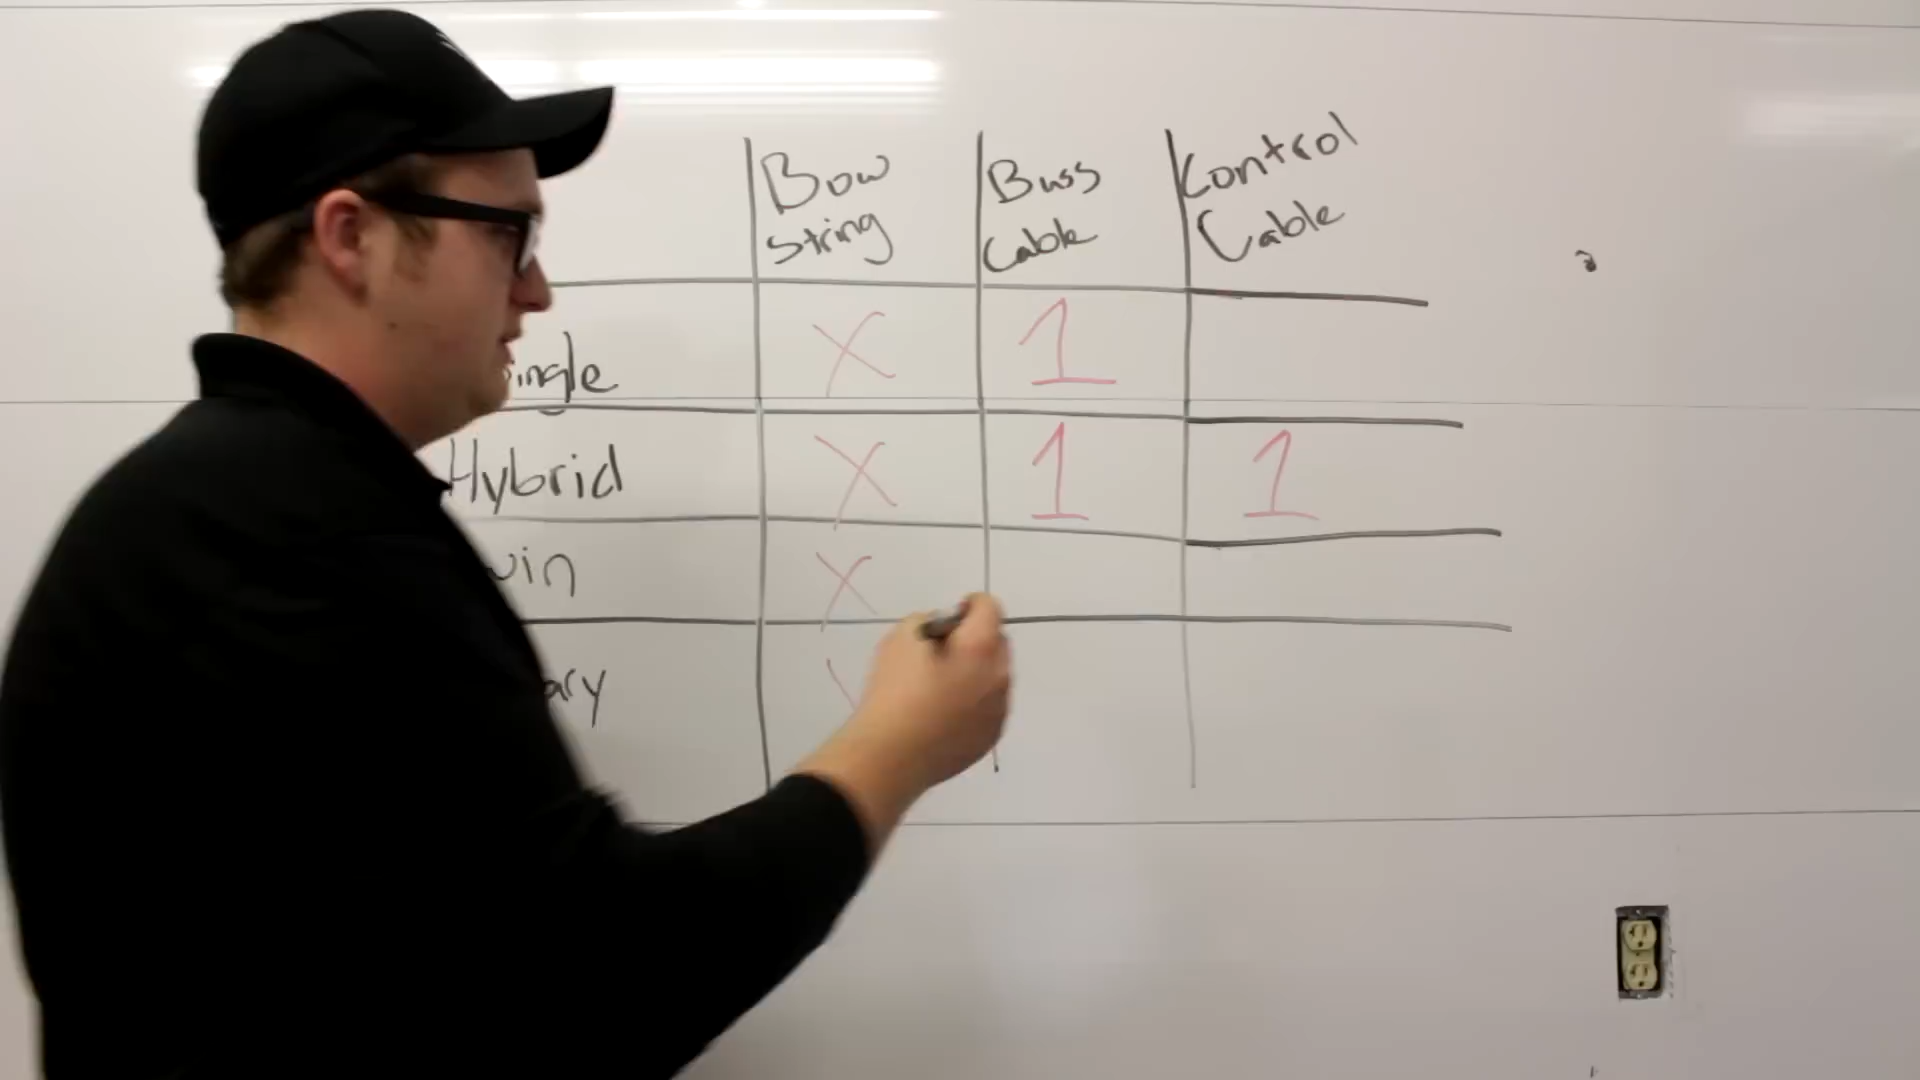 Bow string
Buss Cable
Control Cable
ingle X 1
Hybrid X 1 1
win X
ary